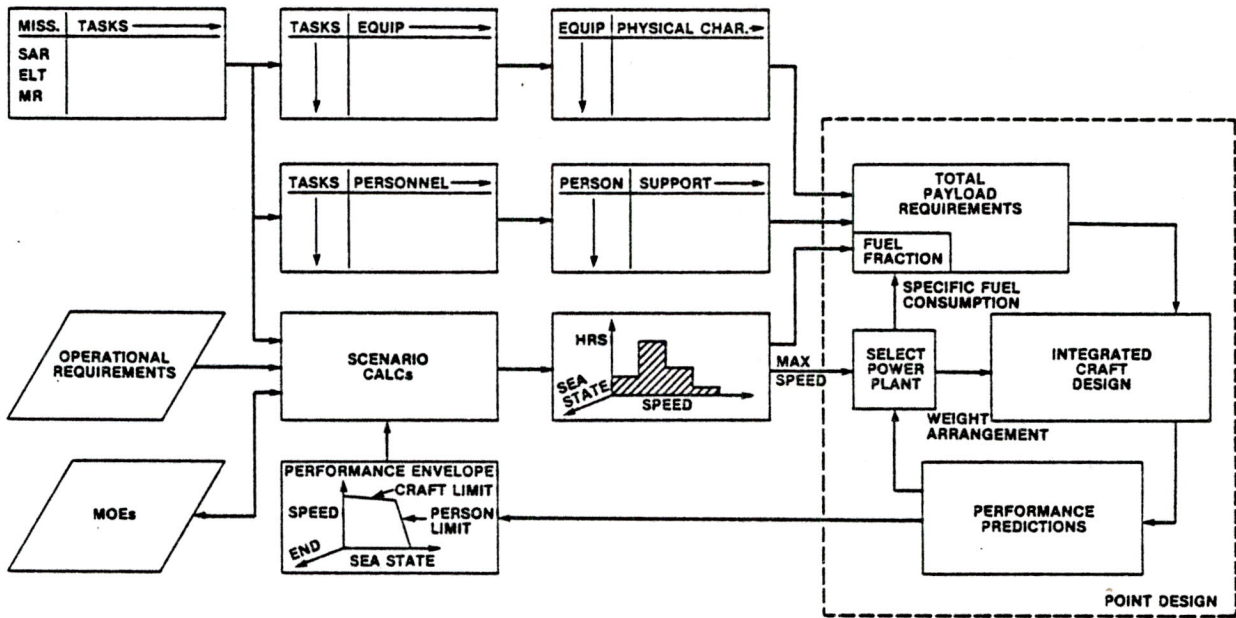 MISS. TASKS
SAR
ELT
MR
TASKS EQUIP
EQUIP PHYSICAL CHAR.
TASKS PERSONNEL
PERSON SUPPORT
TOTAL
PAYLOAD
REQUIREMENTS
FUEL
FRACTION
SPECIFIC FUEL
CONSUMPTION
OPERATIONAL
REQUIREMENTS
SCENARIO
CALCs
HRS
SEA
STATE
SPEED
MAX
SPEED
SELECT
POWER
PLANT
INTEGRATED
CRAFT
DESIGN
WEIGHT
ARRANGEMENT
MOEs
PERFORMANCE ENVELOPE
CRAFT LIMIT
SPEED
PERSON
LIMIT
END
SEA STATE
PERFORMANCE
PREDICTIONS
POINT DESIGN